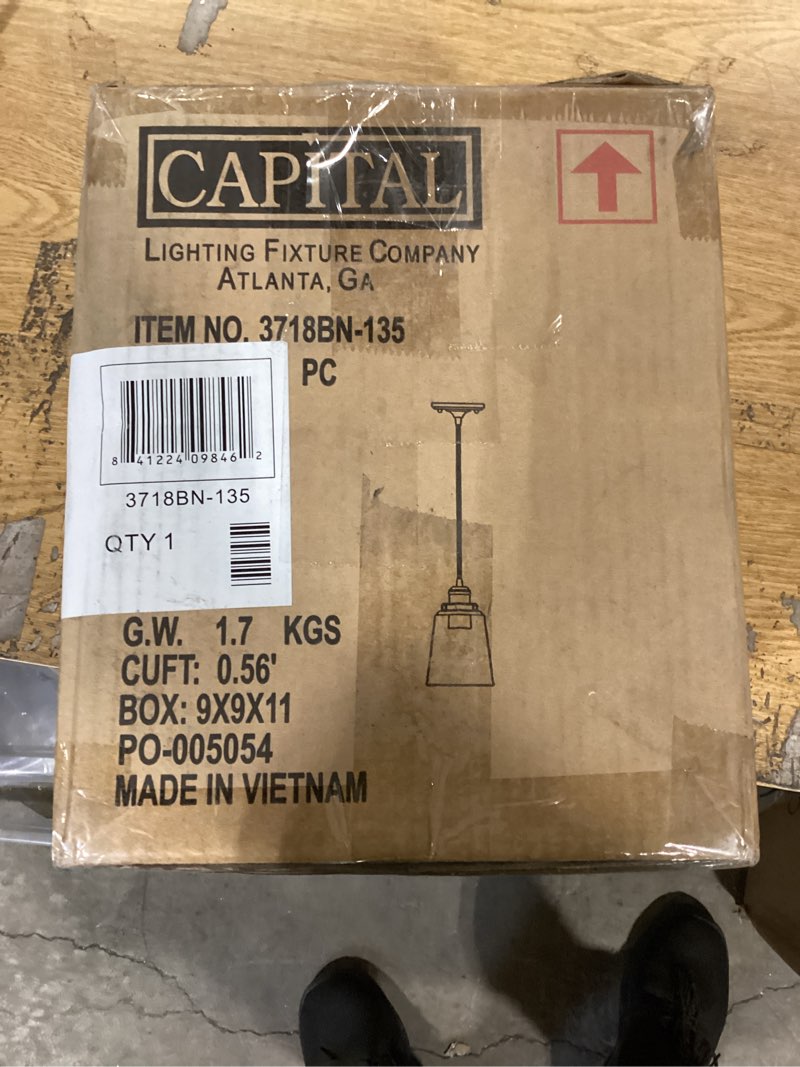 CAPITAL
LIGHTING FIXTURE COMPANY
ATLANTA, GA
ITEM NO. 3718BN-135
PC
8 41224 09846 2
3718BN-135
QTY 1
G.W. 1.7 KGS
CUFT: 0.56'
BOX: 9X9X11
PO-005054
MADE IN VIETNAM